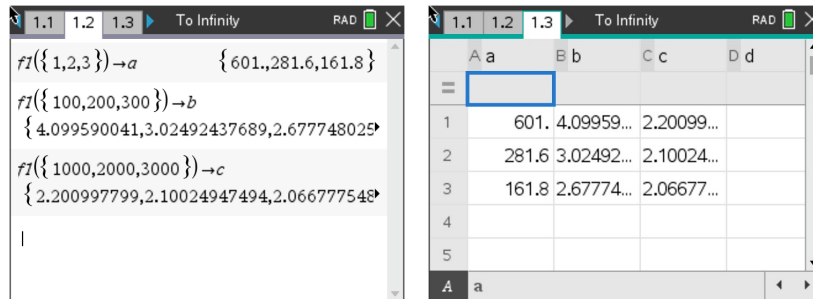 1.1 1.2 1.3 To Infinity RAD
f1({1,2,3})→a {601.,281.6,161.8}
f1({100,200,300})→b
{4.099590041,3.02492437689,2.677748025
f1({1000,2000,3000})→c
{2.200997799,2.10024947494,2.066777548
1.1 1.2 1.3 To Infinity RAD
A a B b C c D d
=
1 601. 4.09959... 2.20099...
2 281.6 3.02492... 2.10024...
3 161.8 2.67774... 2.06677...
4
5
A a